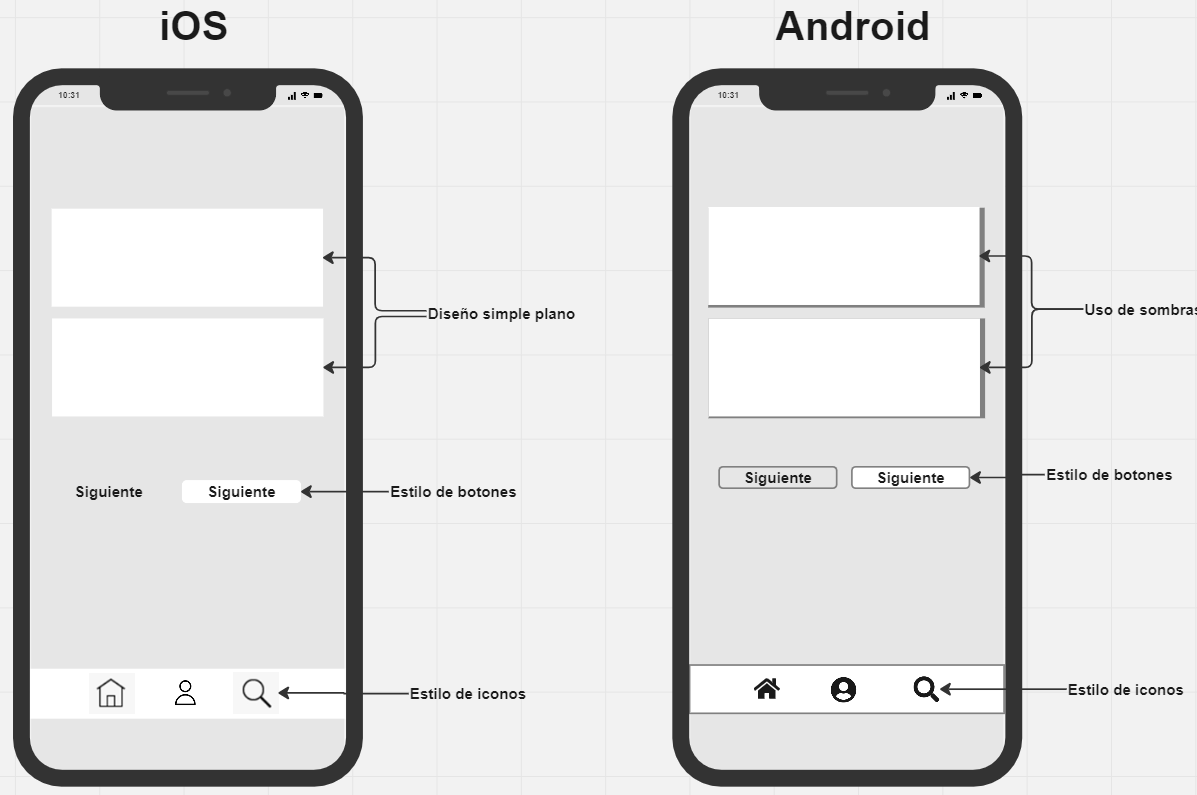 iOS
Android
10:31
10:31
Diseño simple plano
Uso de sombras
Siguiente
Siguiente
Estilo de botones
Siguiente
Siguiente
Estilo de botones
Estilo de iconos
Estilo de iconos